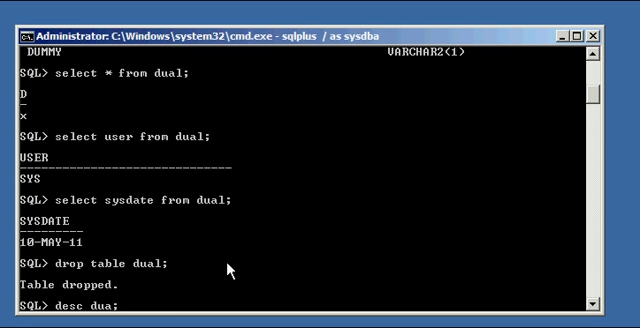 Administrator: C:\Windows\system32\cmd.exe - sqlplus / as sysdba
DUMMY VARCHAR2(1)
SQL> select * from dual;
D
-
x
SQL> select user from dual;
USER
------------------------------
SYS
SQL> select sysdate from dual;
SYSDATE
---------
10-MAY-11
SQL> drop table dual;
Table dropped.
SQL> desc dua;